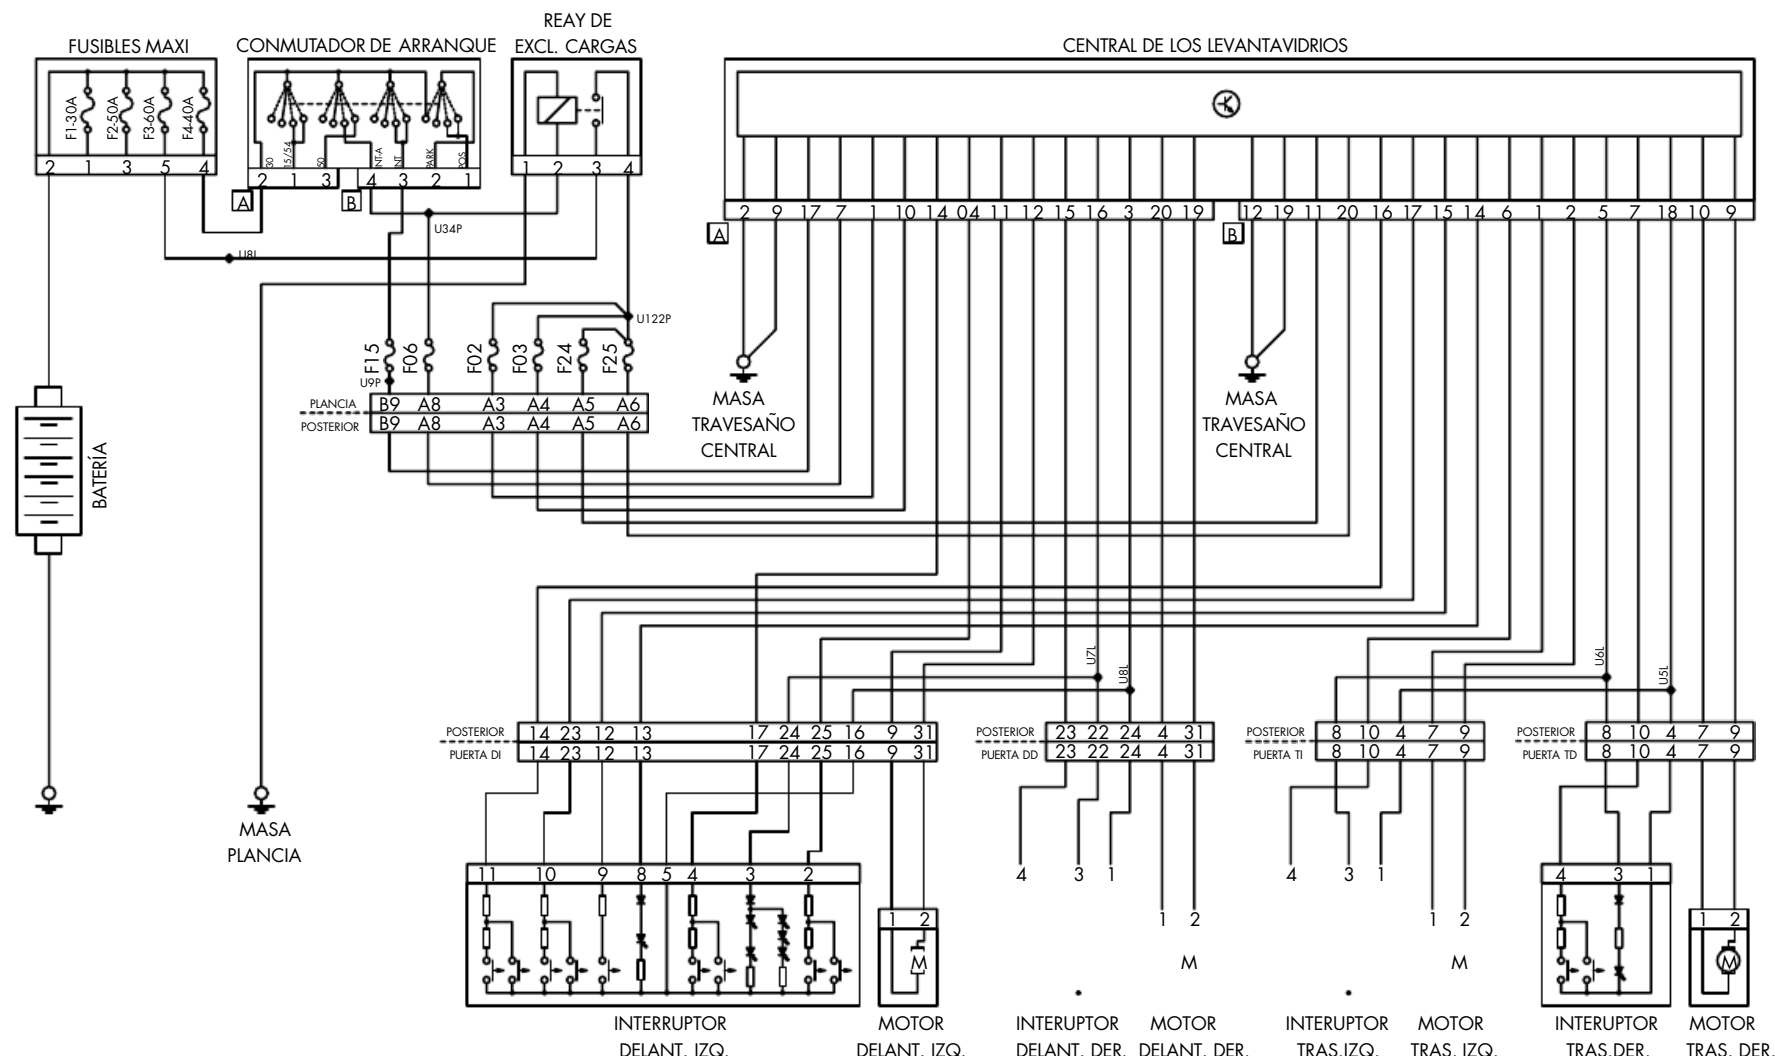 REAY DE
FUSIBLES MAXI
CONMUTADOR DE ARRANQUE
EXCL. CARGAS
CENTRAL DE LOS LEVANTAVIDRIOS
F1-30A
F2-50A
F3-60A
F4-40A
30
15/54
50
INT-A
INT
PARK
POS
2 1 3 5 4
2 1 3
4 3 2 1
1 2 3 4
A
B
2 9 17 7 1 10 14 04 11 12 15 16 3 20 19
12 19 11 20 16 17 15 14 6 1 2 5 7 18 10 9
A
B
U34P
U8L
U122P
F15
F06
F02
F03
F24
F25
U9P
PLANCIA
B9 A8 A3 A4 A5 A6
POSTERIOR
B9 A8 A3 A4 A5 A6
MASA
TRAVESAÑO
CENTRAL
MASA
TRAVESAÑO
CENTRAL
BATERÍA
U7L
U8L
U6L
U5L
POSTERIOR
14 23 12 13 17 24 25 16 9 31
PUERTA DI
14 23 12 13 17 24 25 16 9 31
POSTERIOR
23 22 24 4 31
PUERTA DD
23 22 24 4 31
POSTERIOR
8 10 4 7 9
PUERTA TI
8 10 4 7 9
POSTERIOR
8 10 4 7 9
PUERTA TD
8 10 4 7 9
MASA
PLANCIA
11 10 9 8 5 4 3 2
4 3 1
4 3 1
4 3 1
1 2
1 2
1 2
1 2
M
M
M
M
INTERRUPTOR
DELANT. IZQ.
MOTOR
DELANT. IZQ.
INTERUPTOR
DELANT. DER.
MOTOR
DELANT. DER.
INTERUPTOR
TRAS.IZQ.
MOTOR
TRAS. IZQ.
INTERUPTOR
TRAS.DER.
MOTOR
TRAS. DER.